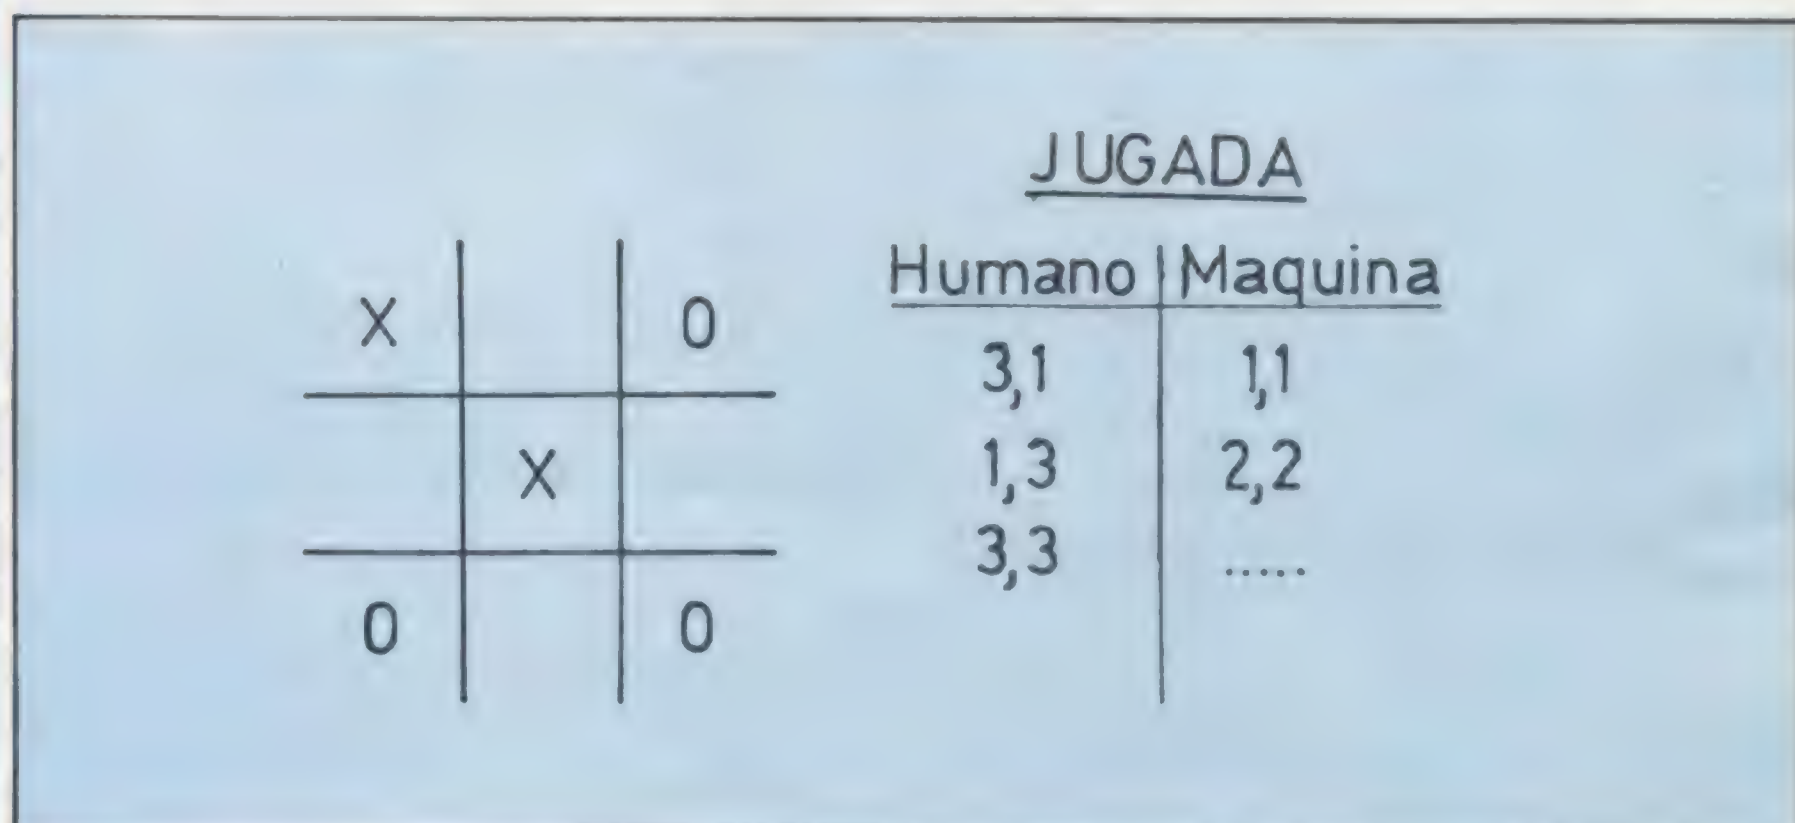 JUGADA
Humano Maquina
X 0
3,1 1,1
X
1,3 2,2
3,3 .....
0 0